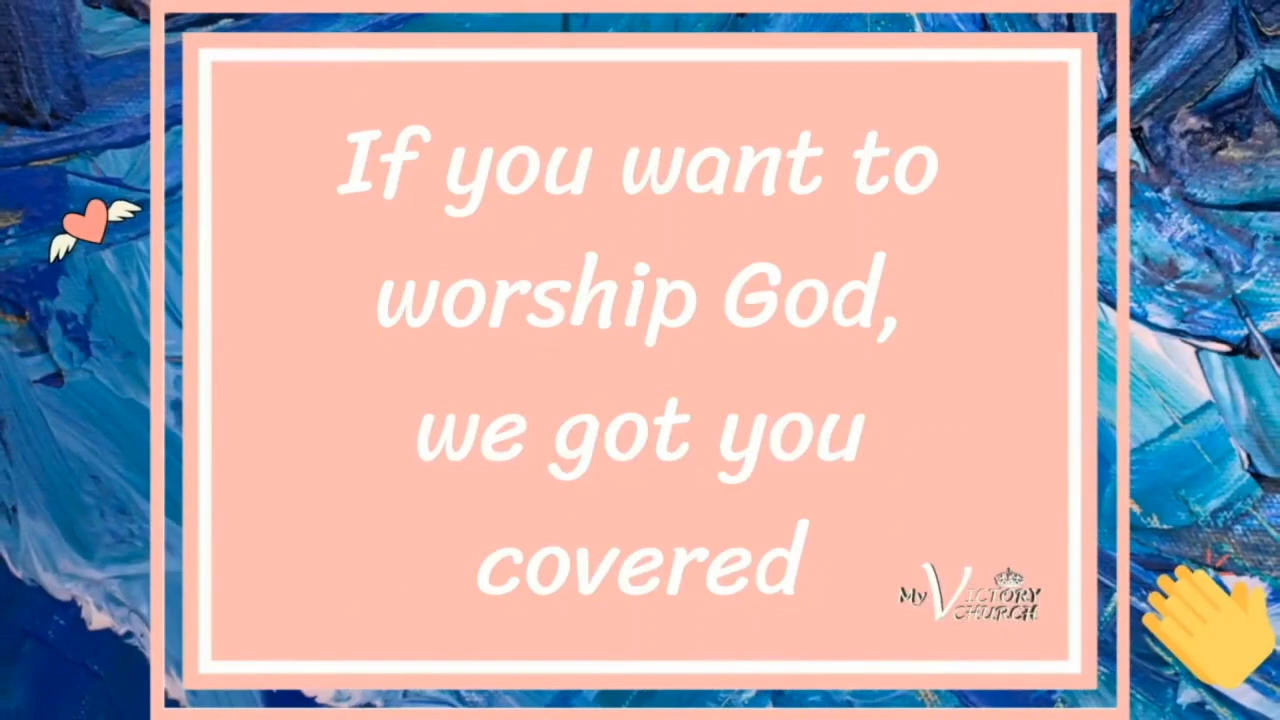 If you want to
worship God,
we got you
covered
My VICTORY
CHURCH